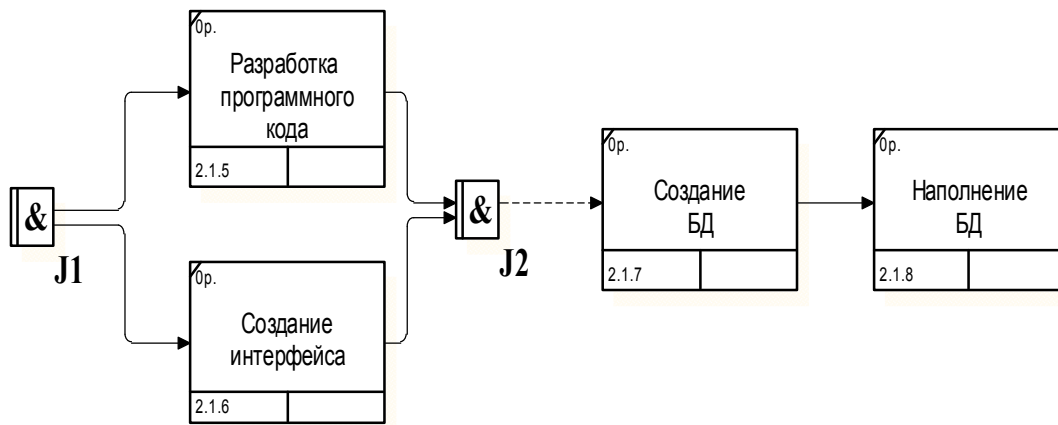 0р.
Разработка
программного
кода
2.1.5
&
J1
0р.
Создание
интерфейса
2.1.6
&
J2
0р.
Создание
БД
2.1.7
0р.
Наполнение
БД
2.1.8